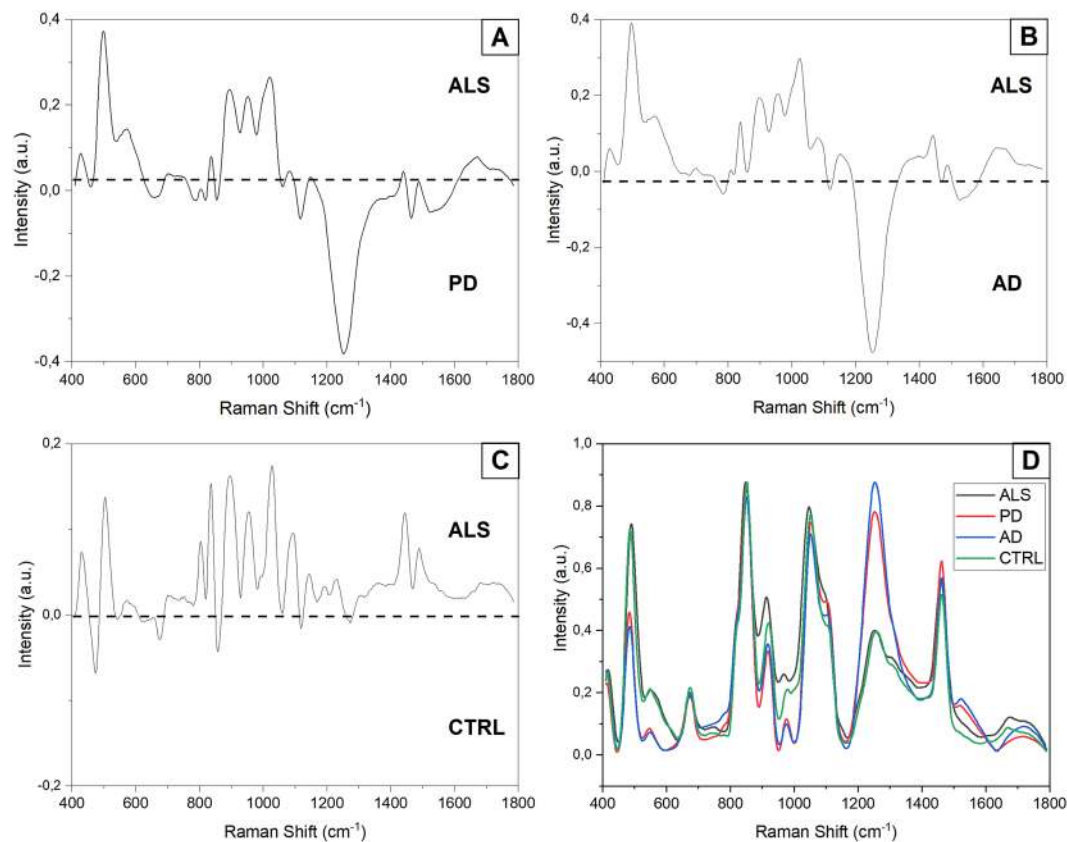 A
0,4
ALS
0,2
0,0
-0,2
PD
-0,4
400 600 800 1000 1200 1400 1600 1800
Intensity (a.u.)
Raman Shift (cm-1)
B
0,4
ALS
0,2
0,0
-0,2
AD
-0,4
400 600 800 1000 1200 1400 1600 1800
Intensity (a.u.)
Raman Shift (cm-1)
C
0,2
ALS
0,0
CTRL
-0,2
400 600 800 1000 1200 1400 1600 1800
Intensity (a.u.)
Raman Shift (cm-1)
D
1,0
0,8
0,6
0,4
0,2
0,0
ALS
PD
AD
CTRL
400 600 800 1000 1200 1400 1600 1800
Intensity (a.u.)
Raman Shift (cm-1)